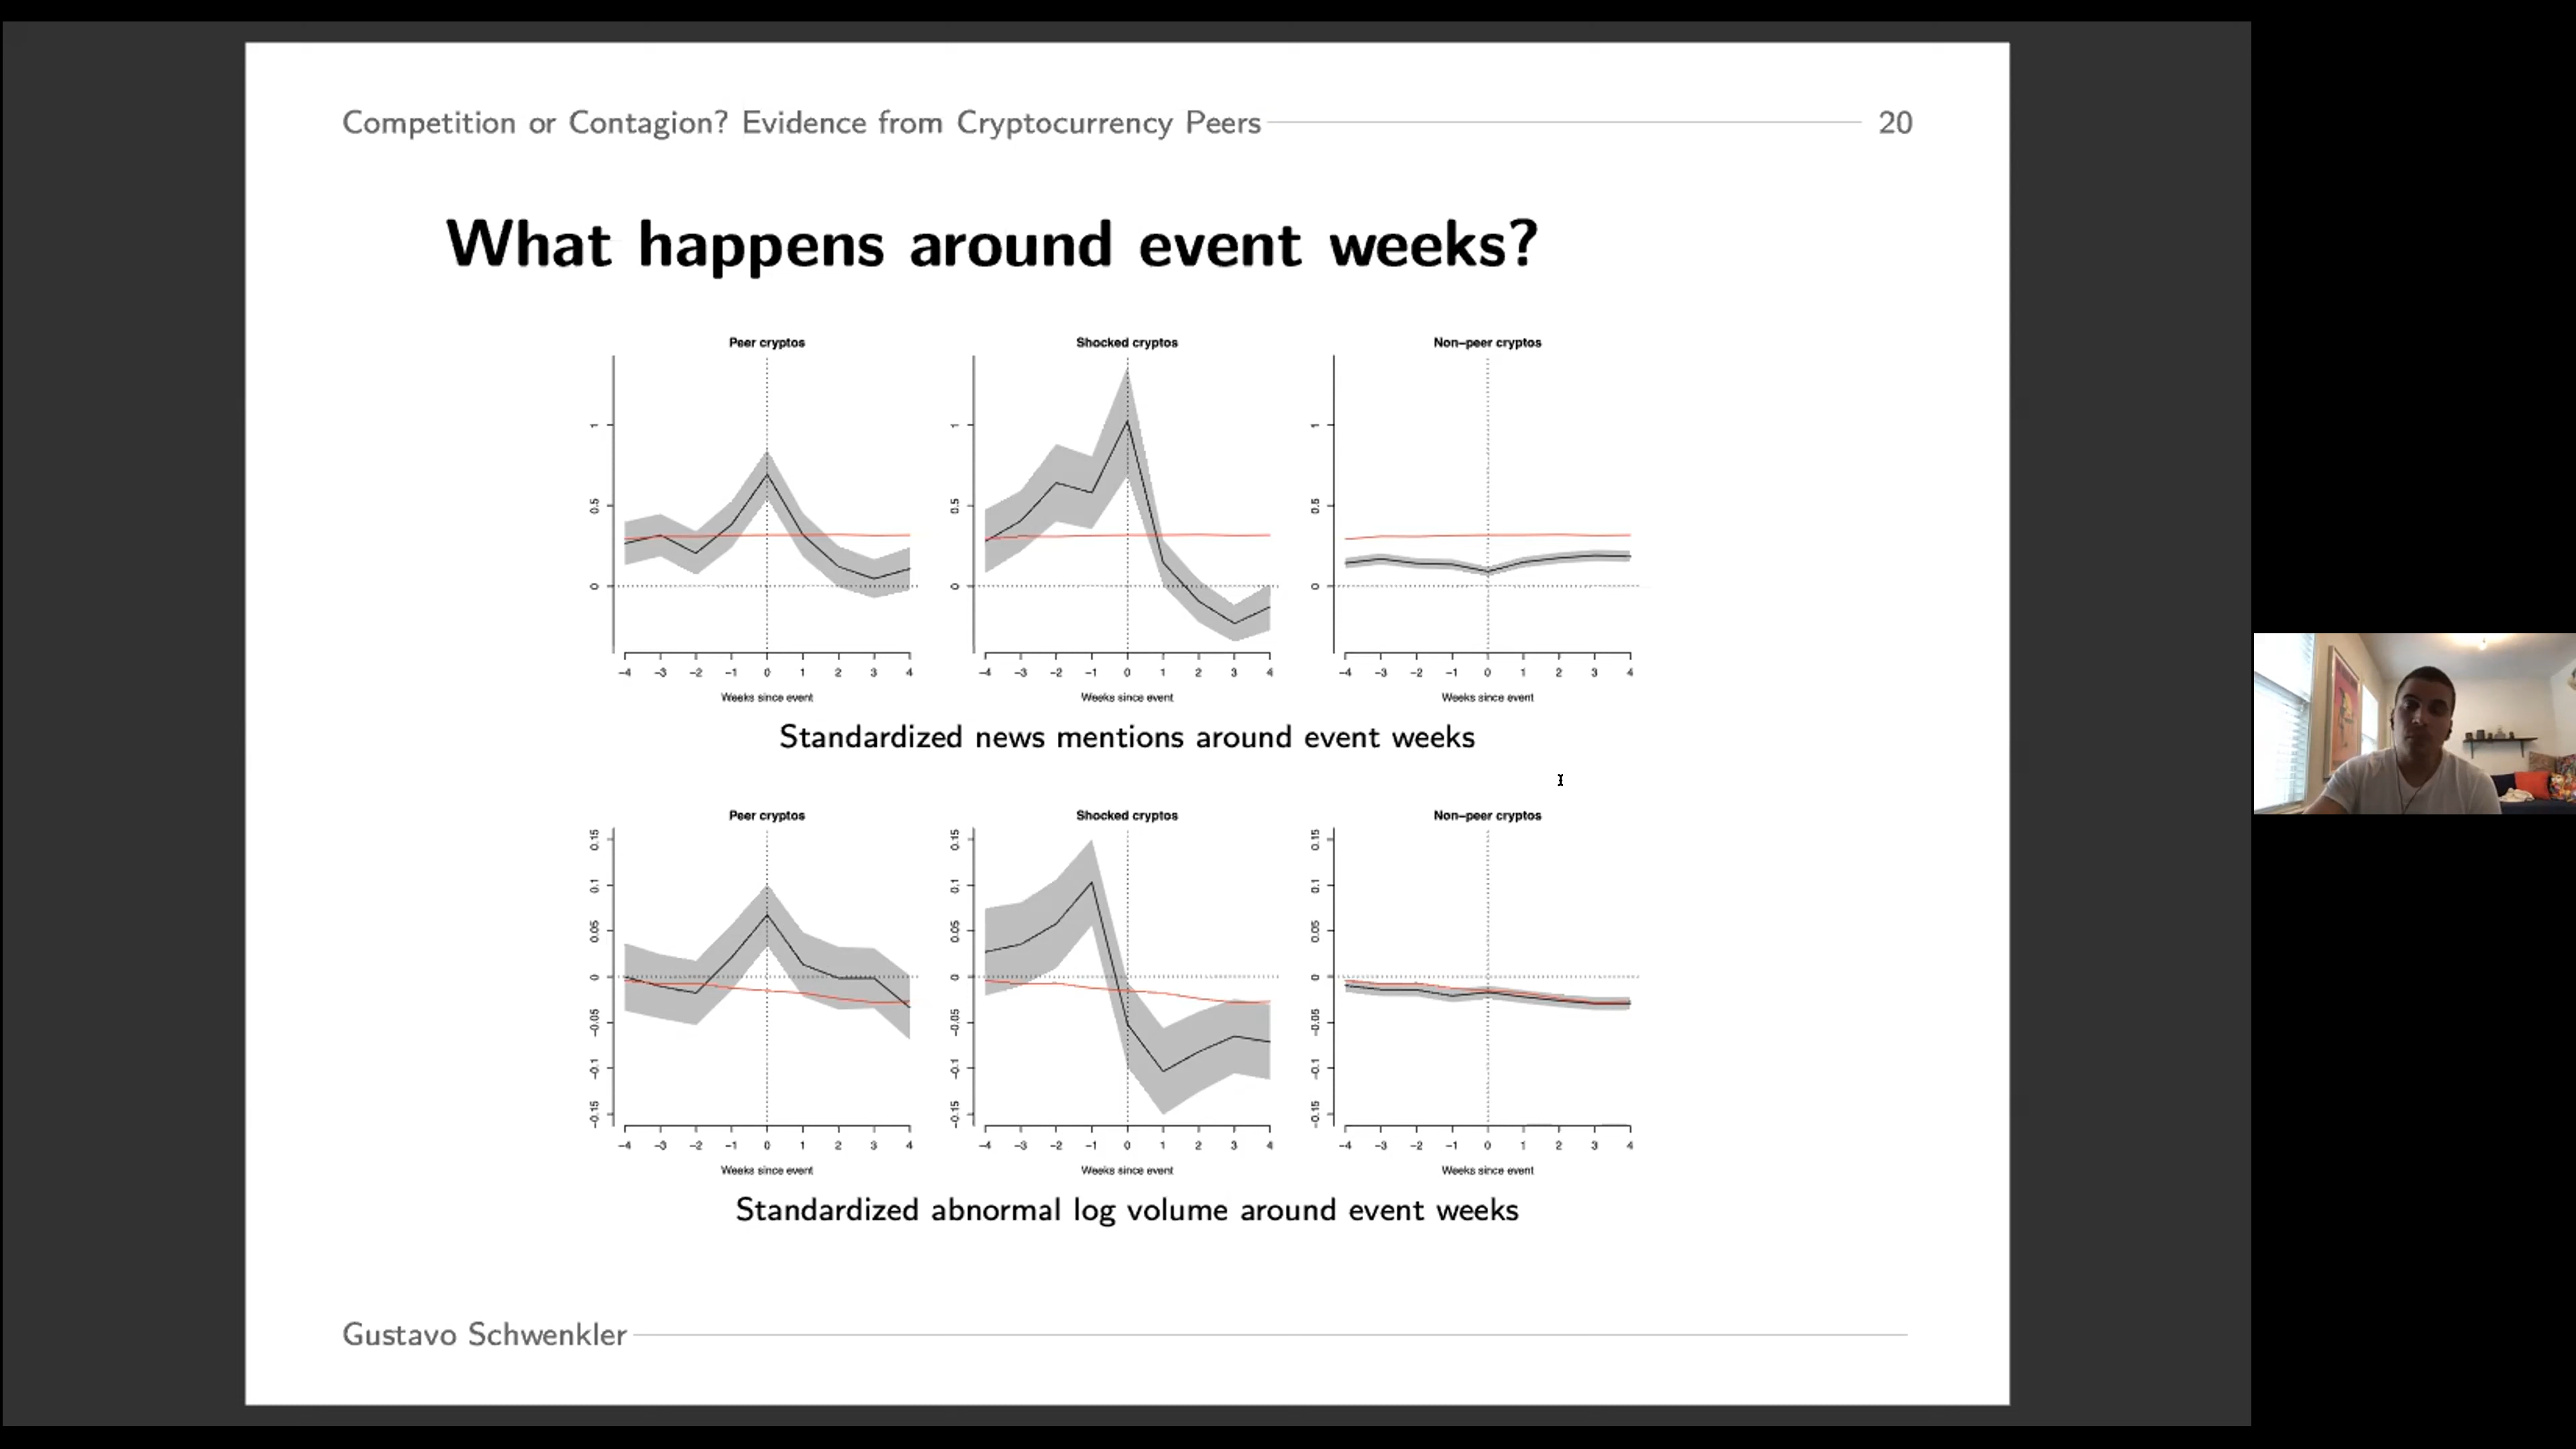 Competition or Contagion? Evidence from Cryptocurrency Peers 20
What happens around event weeks?
Peer cryptos Shocked cryptos Non-peer cryptos
1 1 1
0.5 0.5 0.5
0 0 0
-4 -3 -2 -1 0 1 2 3 4 -4 -3 -2 -1 0 1 2 3 4 -4 -3 -2 -1 0 1 2 3 4
Weeks since event Weeks since event Weeks since event
Standardized news mentions around event weeks
Peer cryptos Shocked cryptos Non-peer cryptos
0.15 0.15 0.15
0.1 0.1 0.1
0.05 0.05 0.05
0 0 0
-0.05 -0.05 -0.05
-0.1 -0.1 -0.1
-0.15 -0.15 -0.15
-4 -3 -2 -1 0 1 2 3 4 -4 -3 -2 -1 0 1 2 3 4 -4 -3 -2 -1 0 1 2 3 4
Weeks since event Weeks since event Weeks since event
Standardized abnormal log volume around event weeks
Gustavo Schwenkler